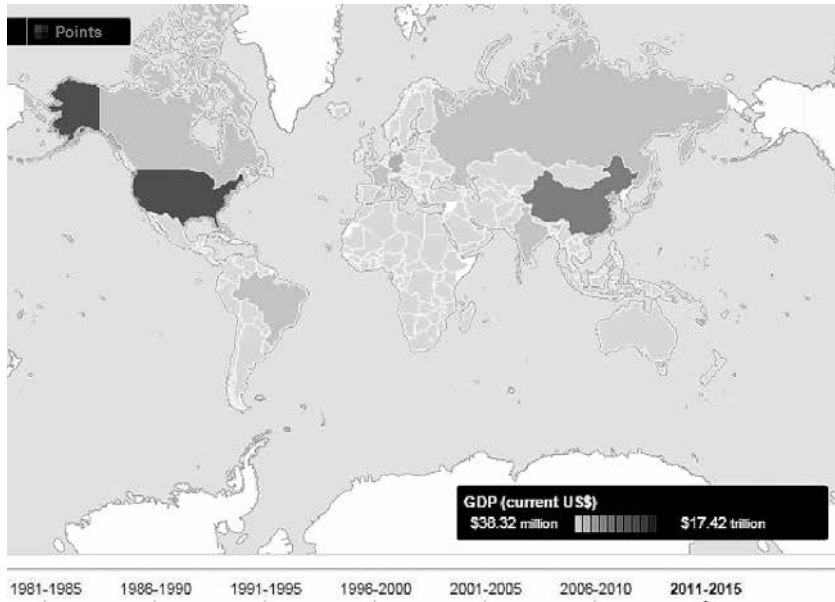 Points
GDP (current US$)
$38.32 million $17.42 trillion
1981-1985 1986-1990 1991-1995 1996-2000 2001-2005 2006-2010 2011-2015